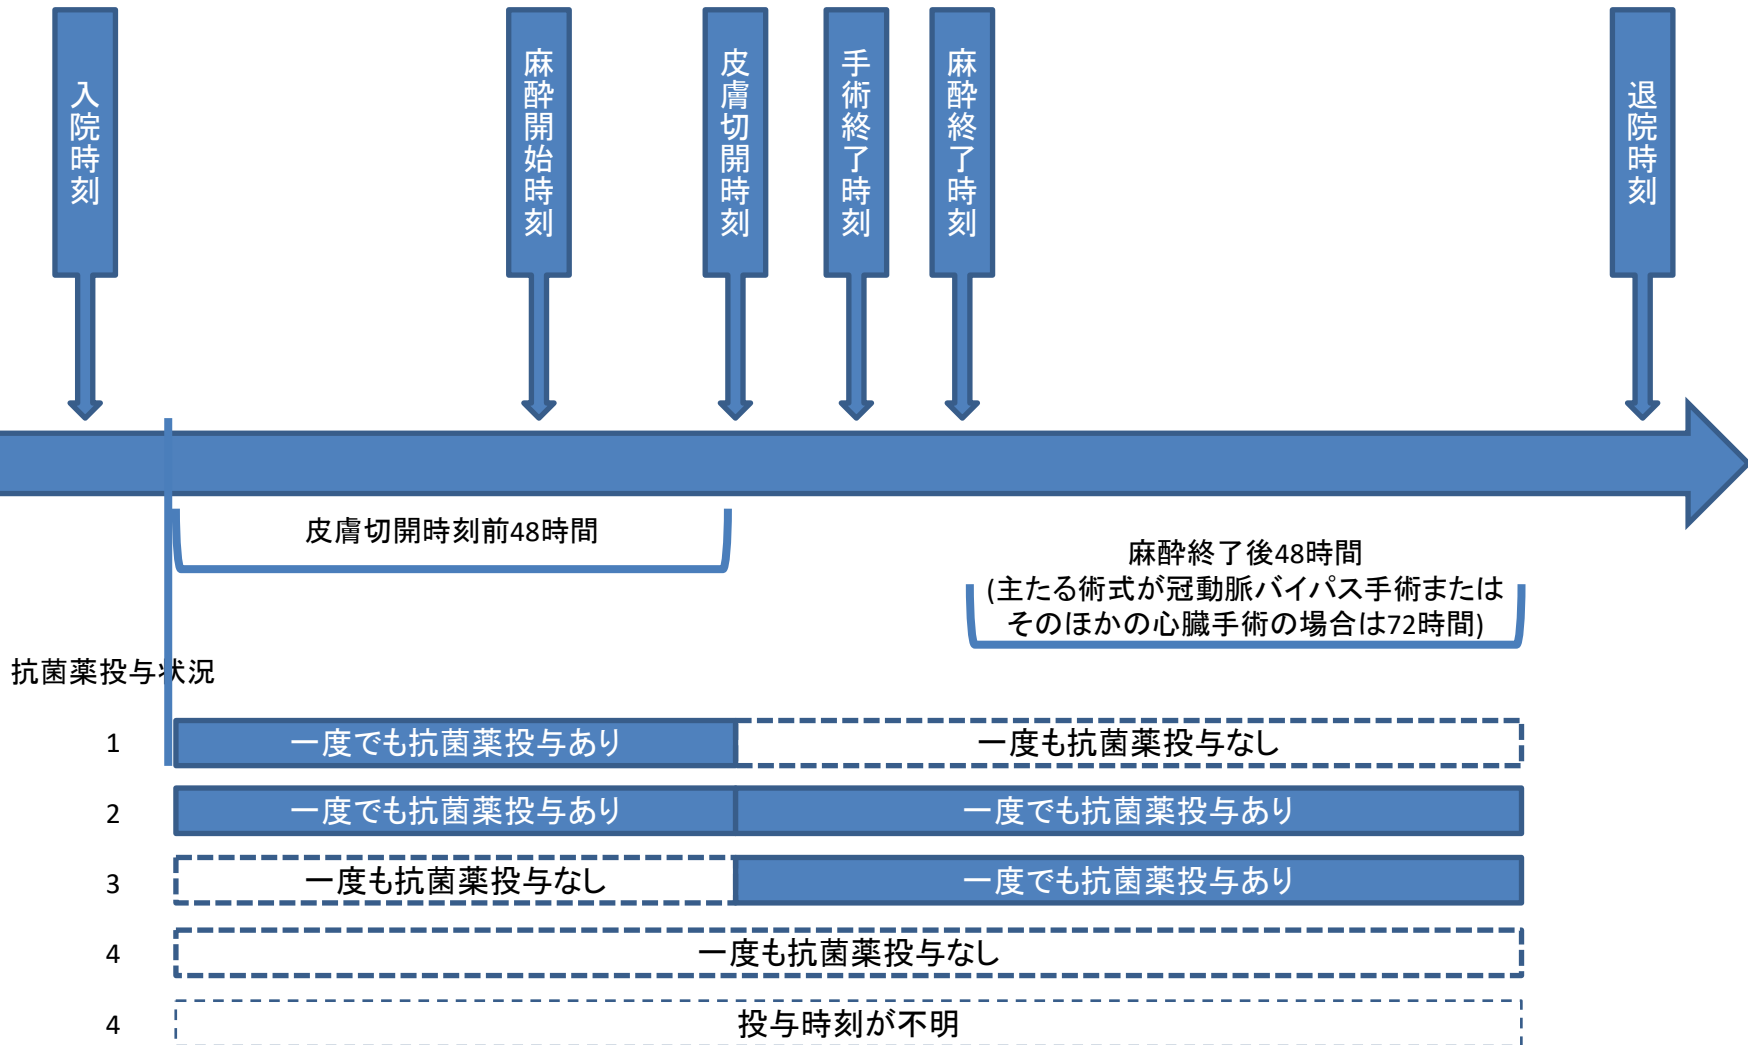 入院時刻
麻酔開始時刻
皮膚切開時刻
手術終了時刻
麻酔終了時刻
退院時刻
皮膚切開時刻前48時間
麻酔終了後48時間
(主たる術式が冠動脈バイパス手術または
そのほかの心臓手術の場合は72時間)
抗菌薬投与状況
1 一度でも抗菌薬投与あり 一度も抗菌薬投与なし
2 一度でも抗菌薬投与あり 一度でも抗菌薬投与あり
3 一度も抗菌薬投与なし 一度でも抗菌薬投与あり
4 一度も抗菌薬投与なし
4 投与時刻が不明